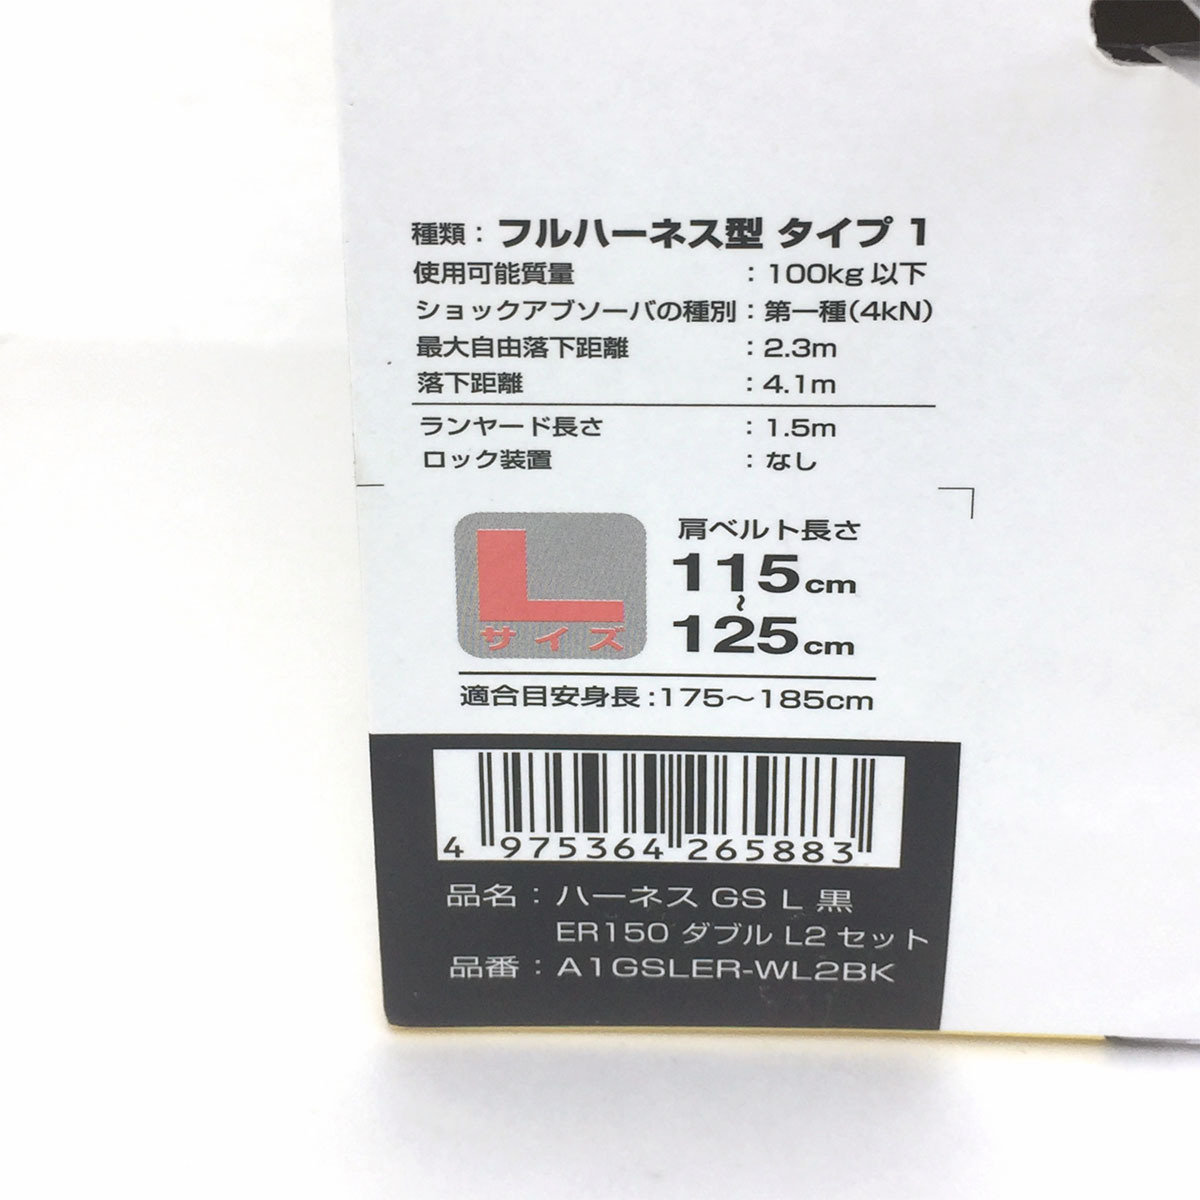 種類：フルハーネス型 タイプ 1
使用可能質量：100kg 以下
ショックアブソーバの種別：第一種(4kN)
最大自由落下距離：2.3m
落下距離：4.1m
ランヤード長さ：1.5m
ロック装置：なし
L
サイズ
肩ベルト長さ
115cm
～
125cm
適合目安身長:175～185cm
4 975364 265883
品名：ハーネス GS L 黒
ER150 ダブル L2 セット
品番：A1GSLER-WL2BK